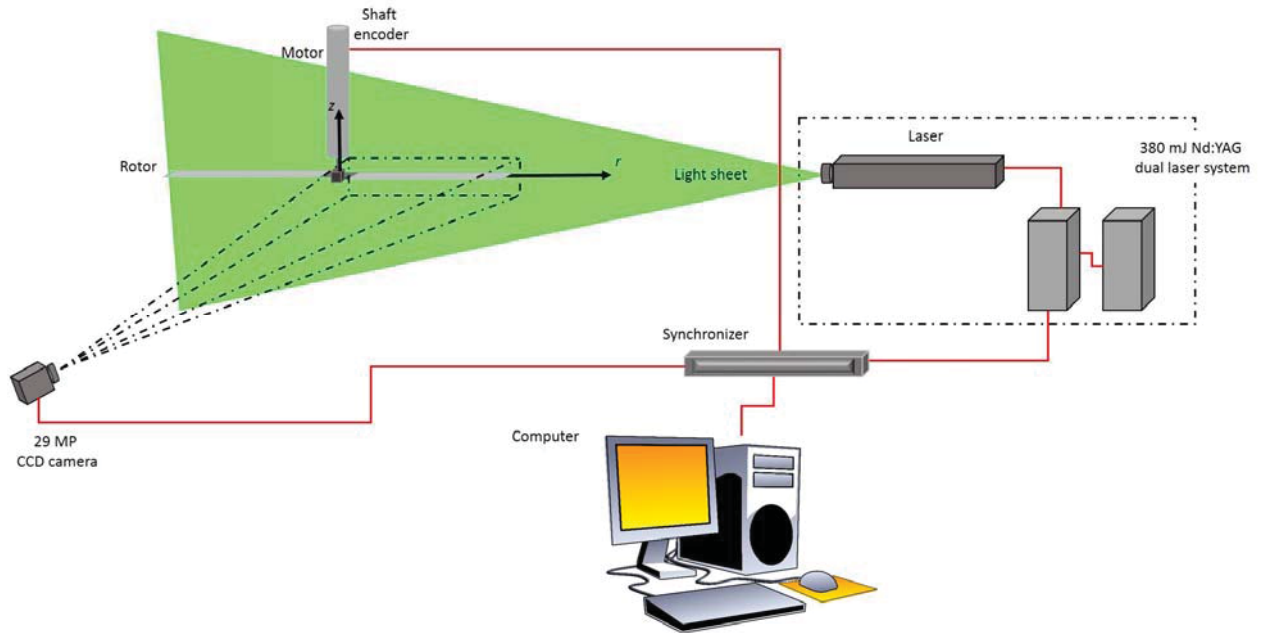 Shaft
encoder
Motor
z
Rotor
r
Light sheet
Laser
380 mJ Nd:YAG
dual laser system
Synchronizer
29 MP
CCD camera
Computer